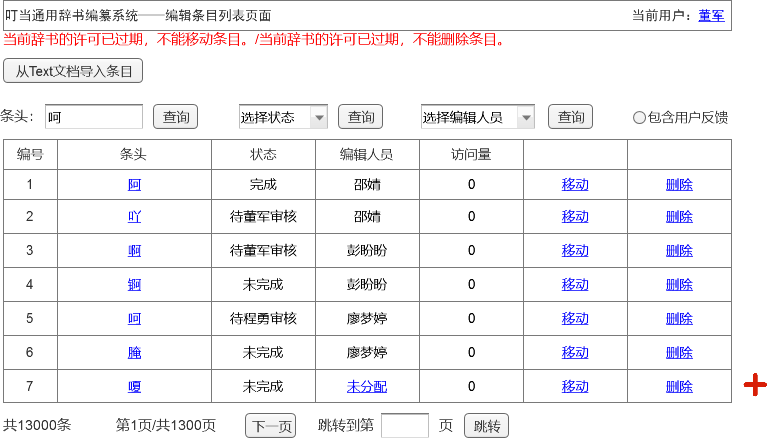 叮当通用辞书编纂系统——编辑条目列表页面 当前用户：董军
当前辞书的许可已过期，不能移动条目。/当前辞书的许可已过期，不能删除条目。
从Text文档导入条目
条头： 呵 查询 选择状态 查询 选择编辑人员 查询 包含用户反馈
编号 条头 状态 编辑人员 访问量
1 阿 完成 邵婧 0 移动 删除
2 吖 待董军审核 邵婧 0 移动 删除
3 啊 待董军审核 彭盼盼 0 移动 删除
4 锕 未完成 彭盼盼 0 移动 删除
5 呵 待程勇审核 廖梦婷 0 移动 删除
6 腌 未完成 廖梦婷 0 移动 删除
7 嘎 未完成 未分配 0 移动 删除
共13000条 第1页/共1300页 下一页 跳转到第 页 跳转